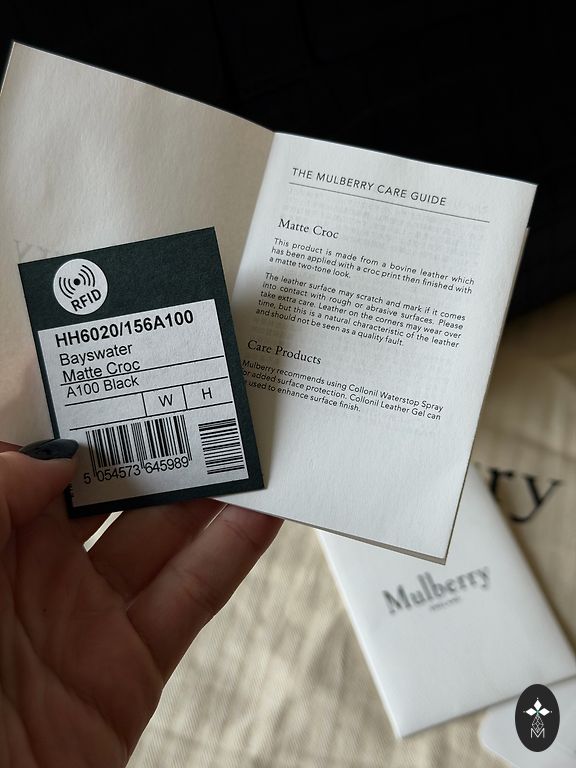 THE MULBERRY CARE GUIDE
Matte Croc
This product is made from a bovine leather which
has been applied with a croc print then finished with
a matte two-tone look.
The leather surface may scratch and mark if it comes
into contact with rough or abrasive surfaces. Please
take extra care. Leather on the corners may wear over
time, but this is a natural characteristic of the leather
and should not be seen as a quality fault.
Care Products
Mulberry recommends using Collonil Waterstop Spray
for added surface protection. Collonil Leather Gel can
used to enhance surface finish.
RFID
HH6020/156A100
Bayswater
Matte Croc
A100 Black
W H
5 054573 645989
Mulberry
M